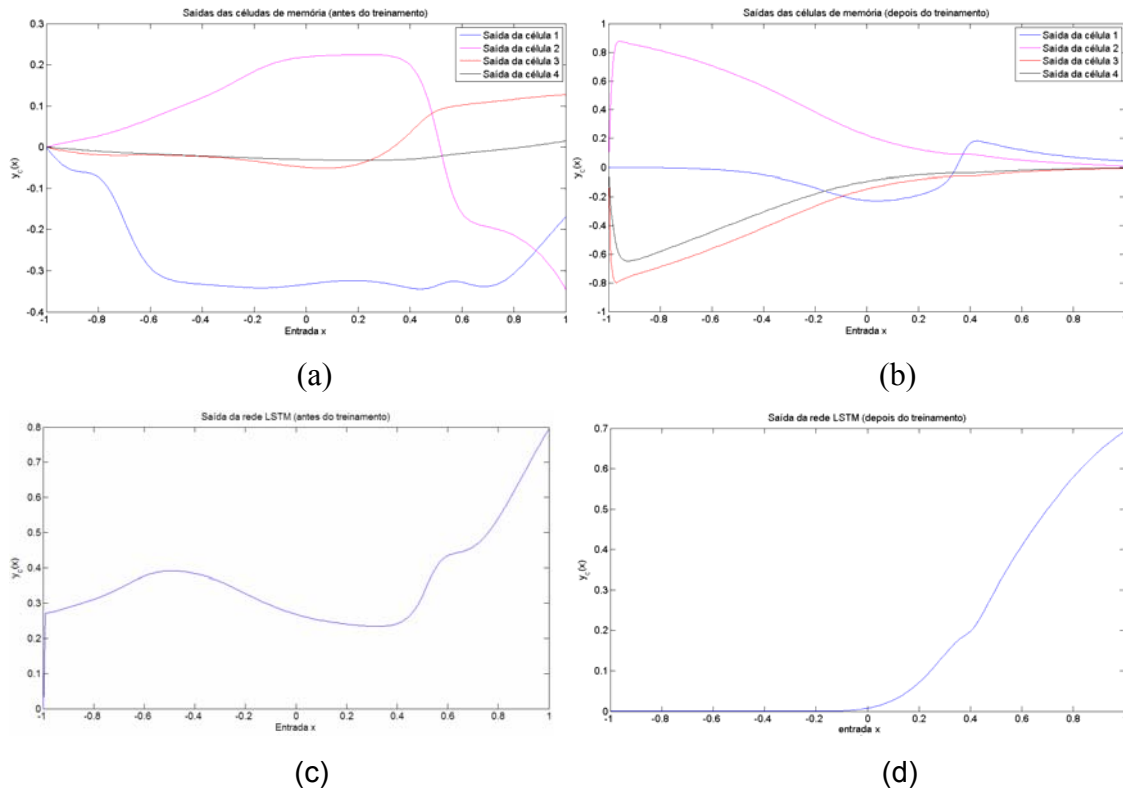 Saídas das céludas de memória (antes do treinamento)
0.3
0.2
0.1
0
-0.1
-0.2
-0.3
-0.4
y_c(x)
Saída da célula 1
Saída da célula 2
Saída da célula 3
Saída da célula 4
-1 -0.8 -0.6 -0.4 -0.2 0 0.2 0.4 0.6 0.8 1
Entrada x
(a)
Saídas das células de memória (depois do treinamento)
1
0.8
0.6
0.4
0.2
0
-0.2
-0.4
-0.6
-0.8
-1
y_c(x)
Saída da célula 1
Saída da célula 2
Saída da célula 3
Saída da célula 4
-1 -0.8 -0.6 -0.4 -0.2 0 0.2 0.4 0.6 0.8
Entrada x
(b)
Saída da rede LSTM (antes do treinamento)
0.8
0.7
0.6
0.5
0.4
0.3
0.2
0.1
0
y_c(x)
-1 -0.8 -0.6 -0.4 -0.2 0 0.2 0.4 0.6 0.8 1
Entrada x
(c)
Saída da rede LSTM (depois do treinamento)
0.7
0.6
0.5
0.4
0.3
0.2
0.1
0
y_c(x)
-1 -0.8 -0.6 -0.4 -0.2 0 0.2 0.4 0.6 0.8
entrada x
(d)